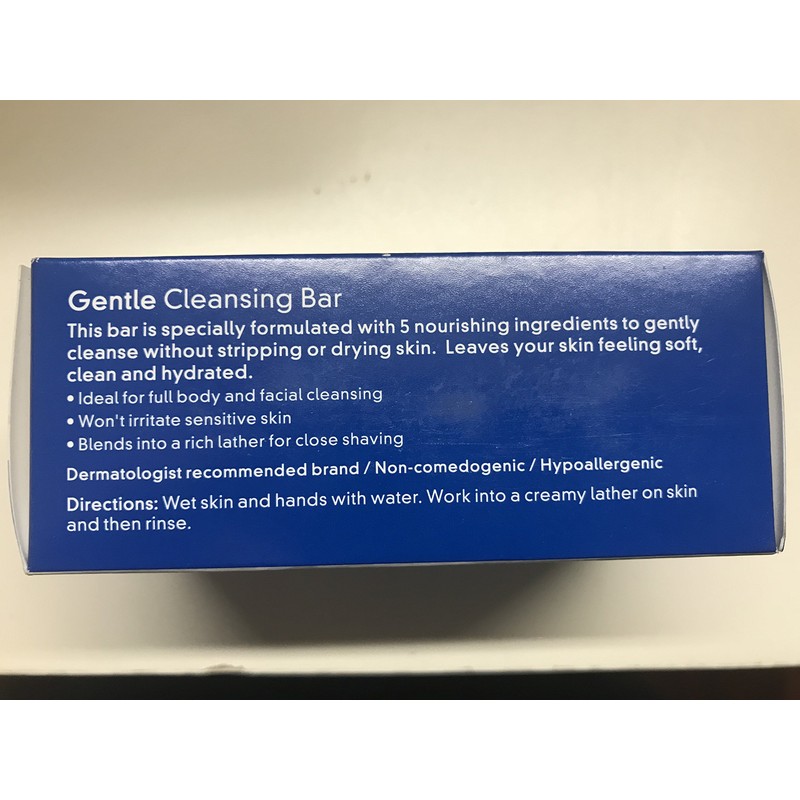 Gentle Cleansing Bar
This bar is specially formulated with 5 nourishing ingredients to gently
cleanse without stripping or drying skin. Leaves your skin feeling soft,
clean and hydrated.
• Ideal for full body and facial cleansing
• Won't irritate sensitive skin
• Blends into a rich lather for close shaving
Dermatologist recommended brand / Non-comedogenic / Hypoallergenic
Directions: Wet skin and hands with water. Work into a creamy lather on skin
and then rinse.